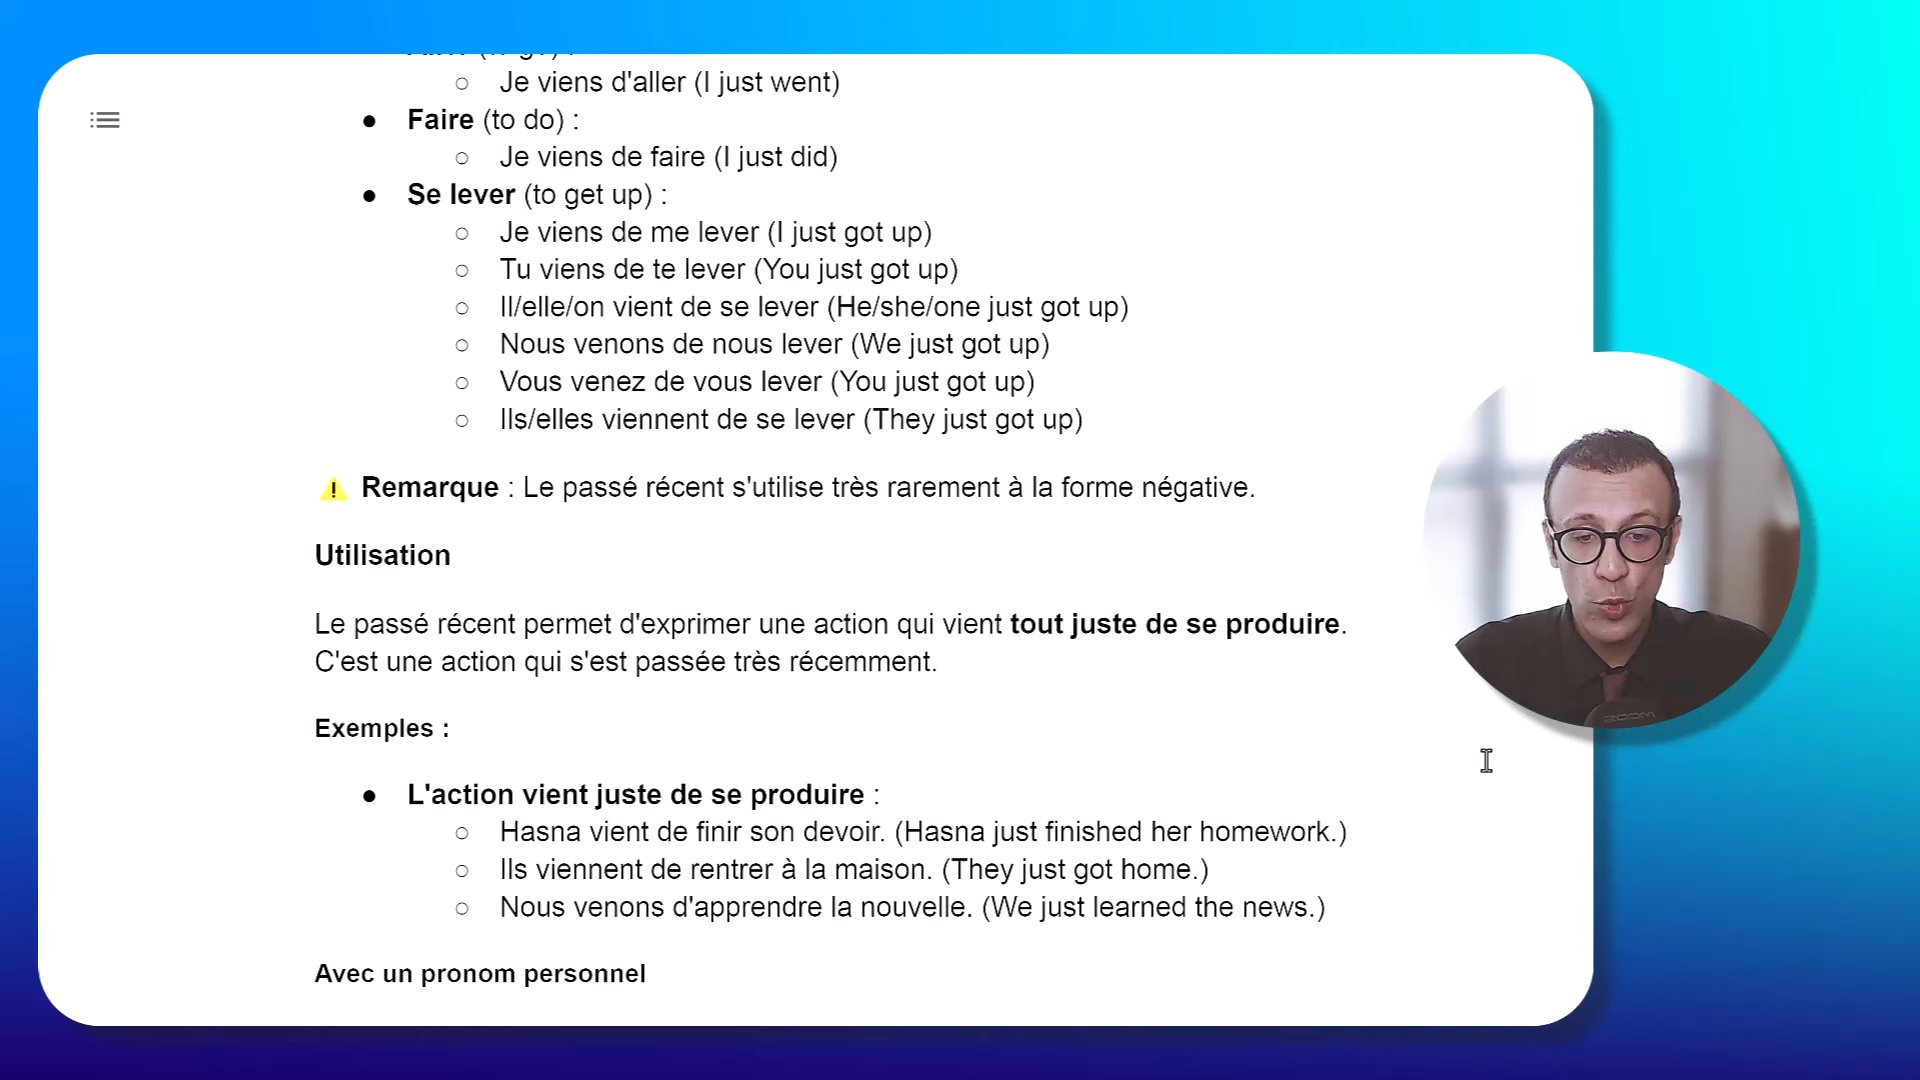 Je viens d'aller (I just went)
Faire (to do) :
Je viens de faire (I just did)
Se lever (to get up) :
Je viens de me lever (I just got up)
Tu viens de te lever (You just got up)
Il/elle/on vient de se lever (He/she/one just got up)
Nous venons de nous lever (We just got up)
Vous venez de vous lever (You just got up)
Ils/elles viennent de se lever (They just got up)
Remarque : Le passé récent s'utilise très rarement à la forme négative.
Utilisation
Le passé récent permet d'exprimer une action qui vient tout juste de se produire.
C'est une action qui s'est passée très récemment.
Exemples :
L'action vient juste de se produire :
Hasna vient de finir son devoir. (Hasna just finished her homework.)
Ils viennent de rentrer à la maison. (They just got home.)
Nous venons d'apprendre la nouvelle. (We just learned the news.)
Avec un pronom personnel
zoom